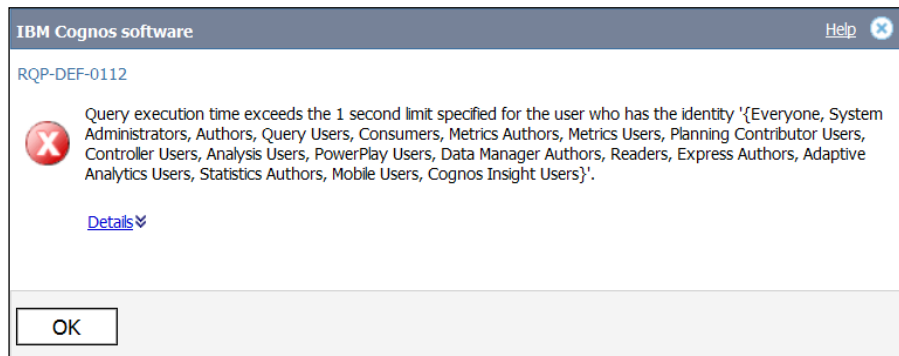 IBM Cognos software
Help
RQP-DEF-0112
Query execution time exceeds the 1 second limit specified for the user who has the identity '{Everyone, System
Administrators, Authors, Query Users, Consumers, Metrics Authors, Metrics Users, Planning Contributor Users,
Controller Users, Analysis Users, PowerPlay Users, Data Manager Authors, Readers, Express Authors, Adaptive
Analytics Users, Statistics Authors, Mobile Users, Cognos Insight Users}'.
Details
OK